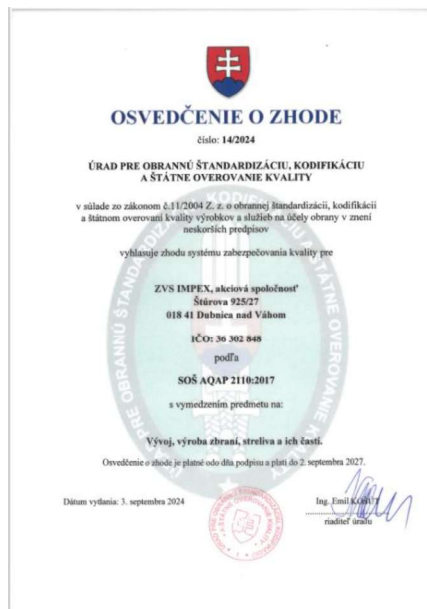 OSVEDČENIE O ZHODE
číslo: 14/2024
ÚRAD PRE OBRANNÚ ŠTANDARDIZÁCIU, KODIFIKÁCIU
A ŠTÁTNE OVEROVANIE KVALITY
v súlade zo zákonom č.11/2004 Z. z. o obrannej štandardizácii, kodifikácii
a štátnom overovaní kvality výrobkov a služieb na účely obrany v znení
neskorších predpisov
vyhlasuje zhodu systému zabezpečovania kvality pre
ZVS IMPEX, akciová spoločnosť
Štúrova 925/27
018 41 Dubnica nad Váhom
IČO: 36 302 848
podľa
SOŠ AQAP 2110:2017
s vymedzením predmetu na:
Vývoj, výroba zbraní, streliva a ich častí.
Osvedčenie o zhode je platné odo dňa podpisu a platí do 2. septembra 2027.
Dátum vydania: 3. septembra 2024
Ing. Emil KOŠÚT
riaditeľ úradu